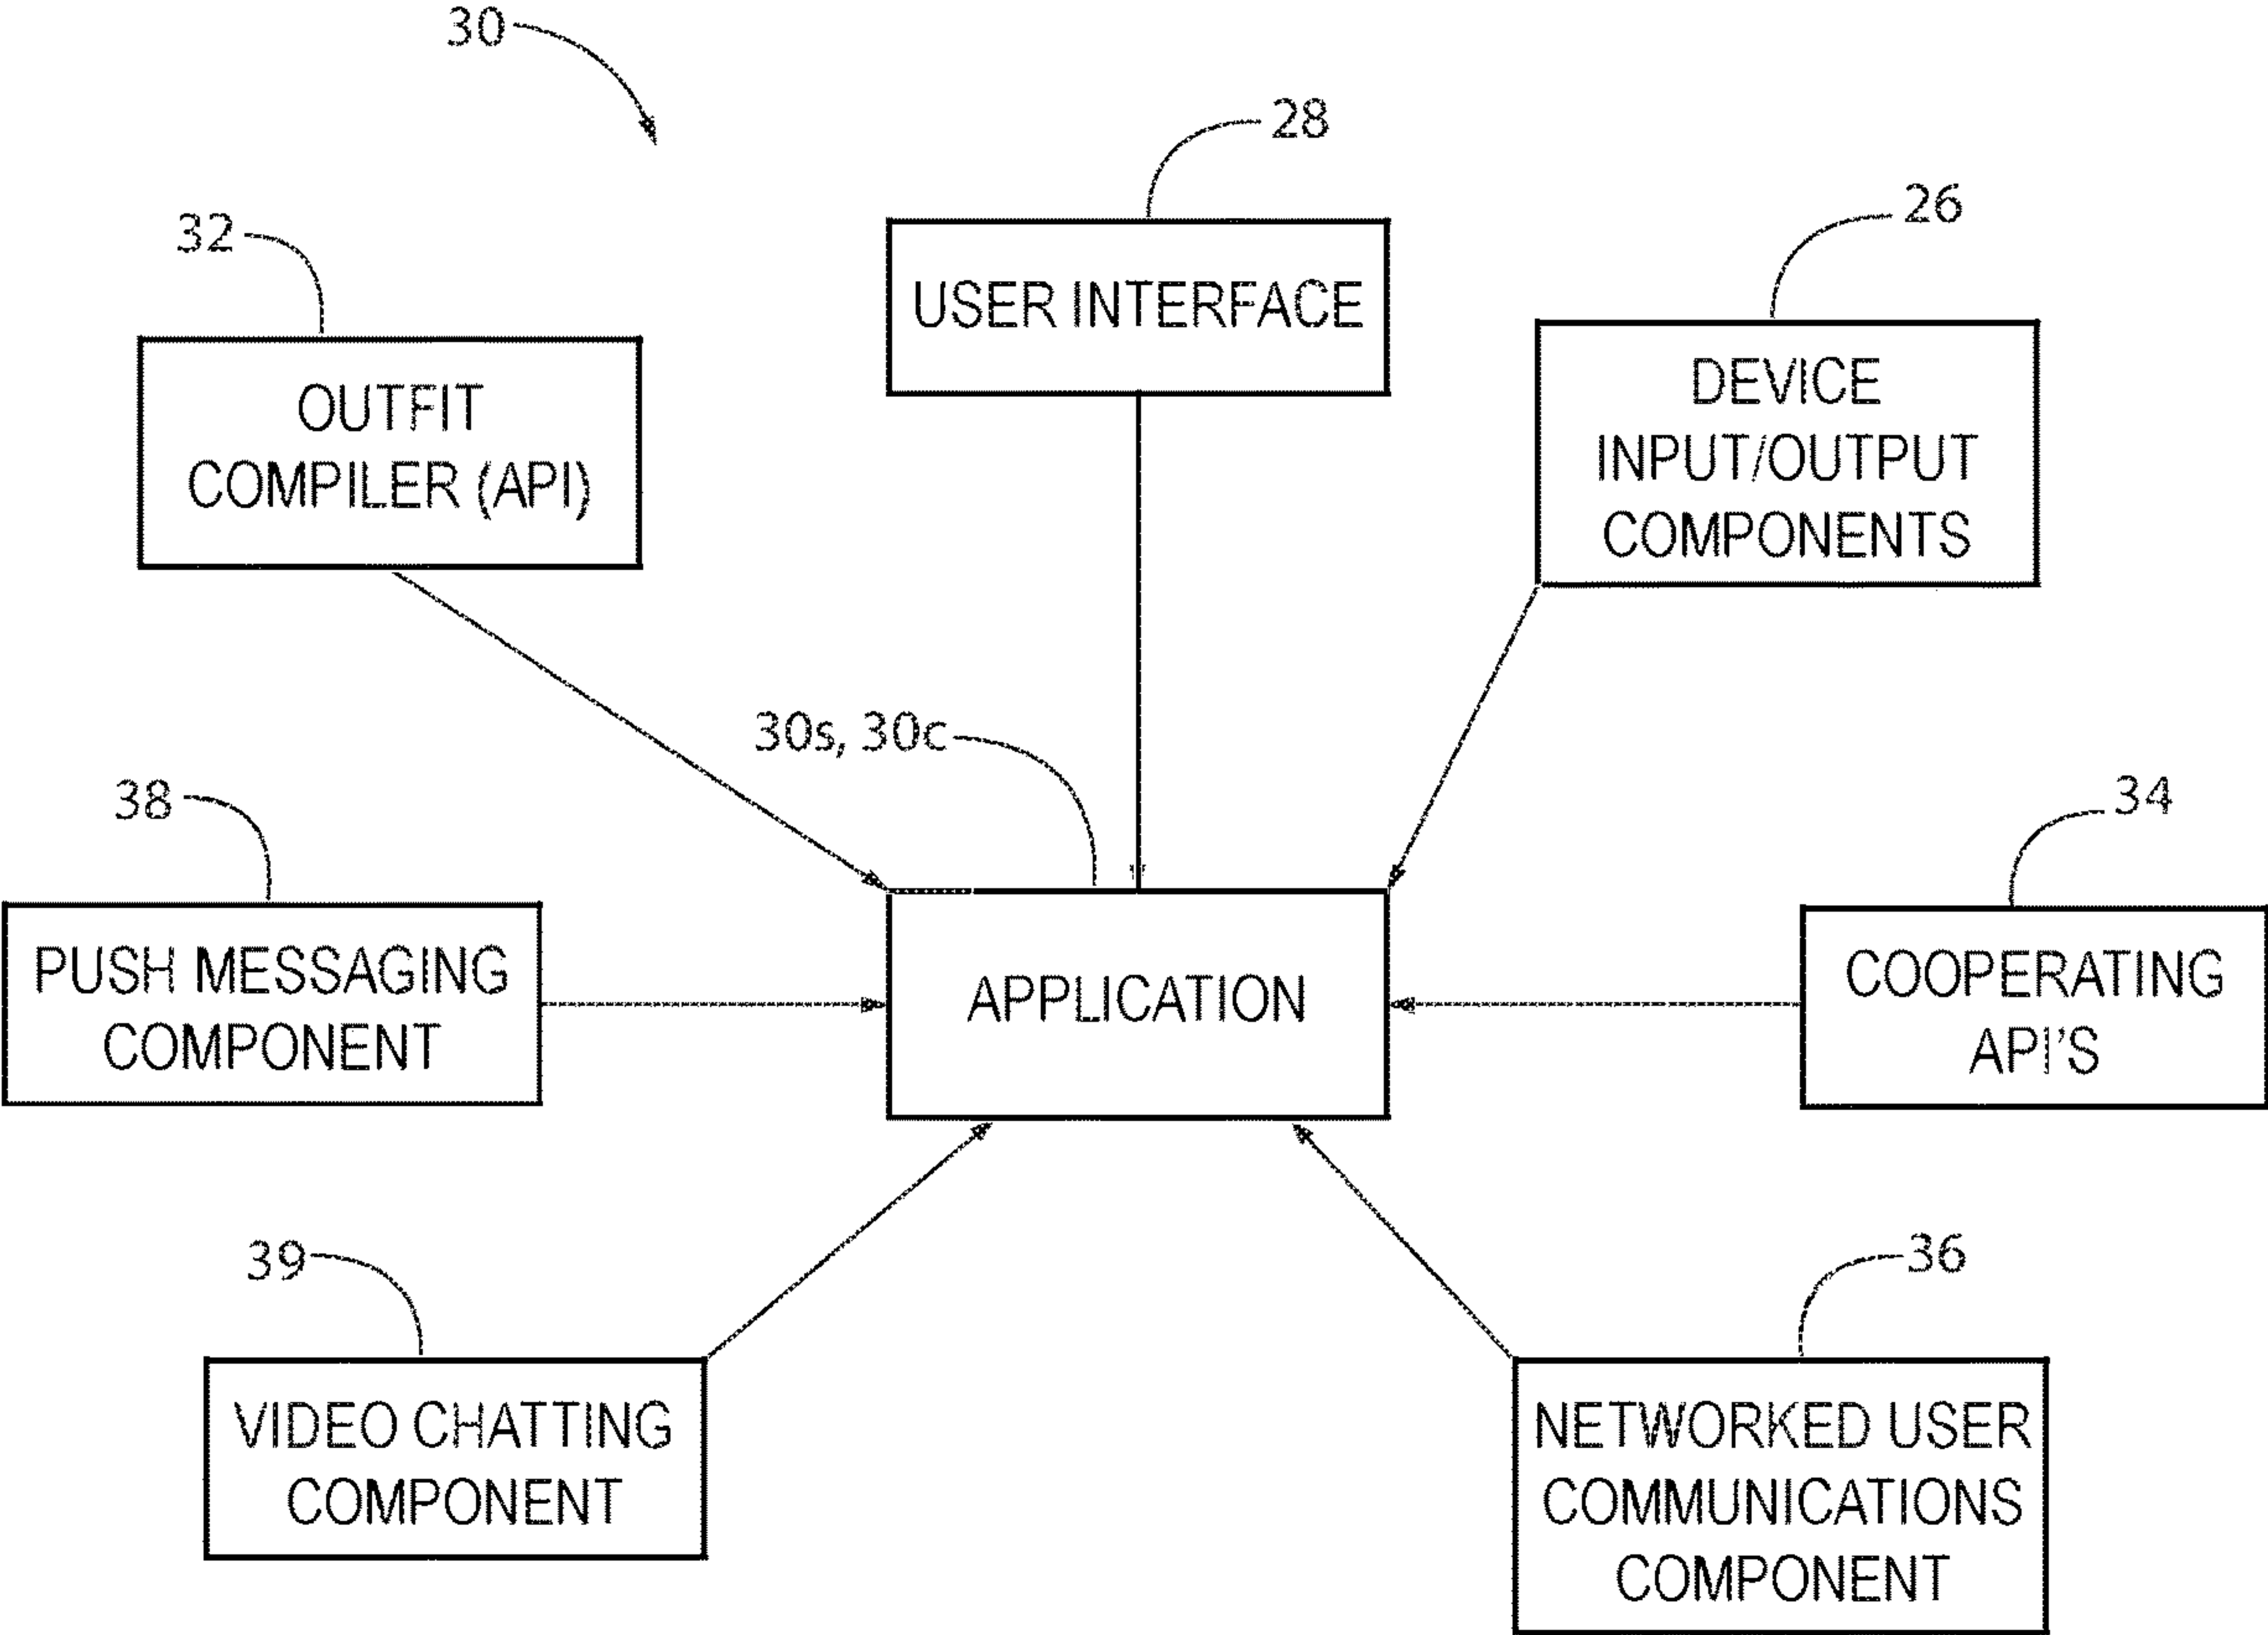 30
28
26
32
USER INTERFACE
DEVICE
INPUT/OUTPUT
COMPONENTS
OUTFIT
COMPILER (API)
30s, 30c
38
34
PUSH MESSAGING
COMPONENT
APPLICATION
COOPERATING
API'S
39
36
VIDEO CHATTING
COMPONENT
NETWORKED USER
COMMUNICATIONS
COMPONENT